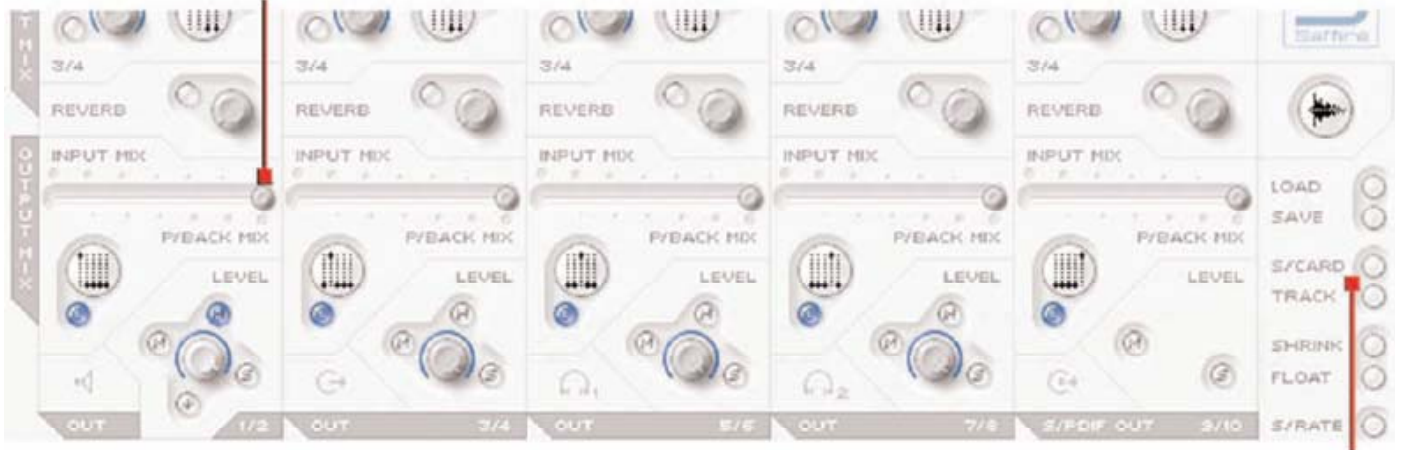 T MIX
Saffire
3/4
3/4
3/4
3/4
3/4
REVERB
REVERB
REVERB
REVERB
REVERB
OUTPUT MIX
INPUT MIX
INPUT MIX
INPUT MIX
INPUT MIX
INPUT MIX
LOAD
SAVE
P/BACK MIX
P/BACK MIX
P/BACK MIX
P/BACK MIX
P/BACK MIX
S/CARD
LEVEL
LEVEL
LEVEL
LEVEL
LEVEL
TRACK
SHRINK
FLOAT
1
2
OUT 1/2
OUT 3/4
OUT 5/6
OUT 7/8
S/PDIF OUT 9/10
S/RATE